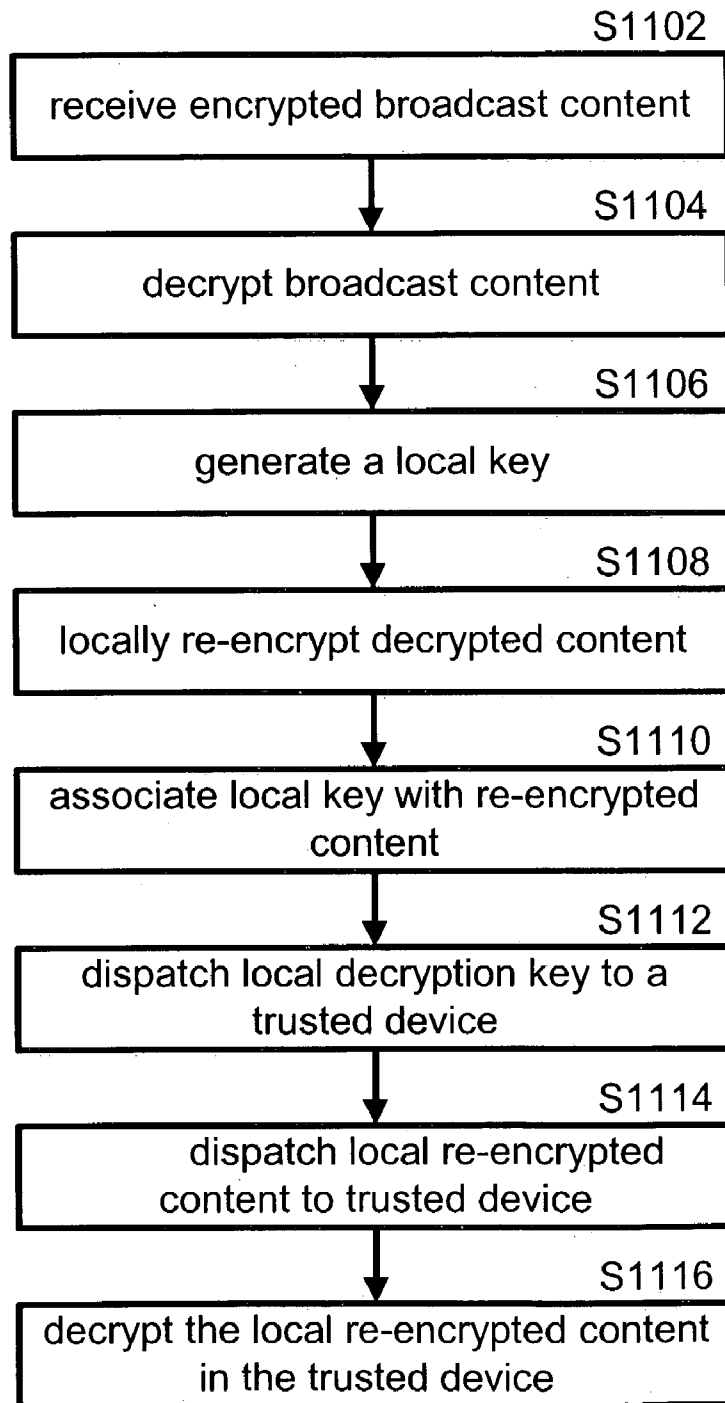 S1102
receive encrypted broadcast content
S1104
decrypt broadcast content
S1106
generate a local key
S1108
locally re-encrypt decrypted content
S1110
associate local key with re-encrypted
content
S1112
dispatch local decryption key to a
trusted device
S1114
dispatch local re-encrypted
content to trusted device
S1116
decrypt the local re-encrypted content
in the trusted device